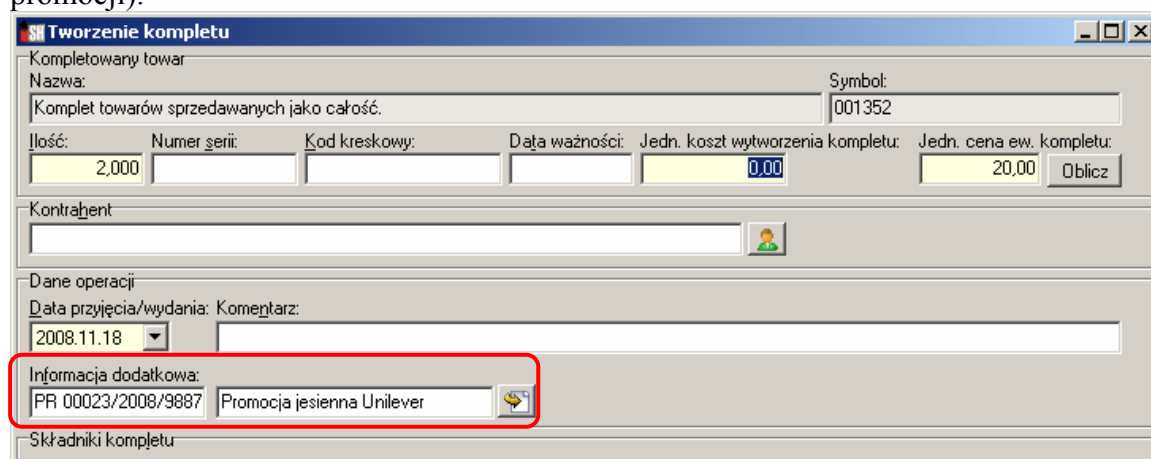 promocji).
SH Tworzenie kompletu
Kompletowany towar
Nazwa: Symbol:
Komplet towarów sprzedawanych jako całość. 001352
Ilość: Numer serii: Kod kreskowy: Data ważności: Jedn. koszt wytworzenia kompletu: Jedn. cena ew. kompletu:
2,000 0,00 20,00 Oblicz
Kontrahent
Dane operacji
Data przyjęcia/wydania: Komentarz:
2008.11.18
Informacja dodatkowa:
PR 00023/2008/9887 Promocja jesienna Unilever
Składniki kompletu